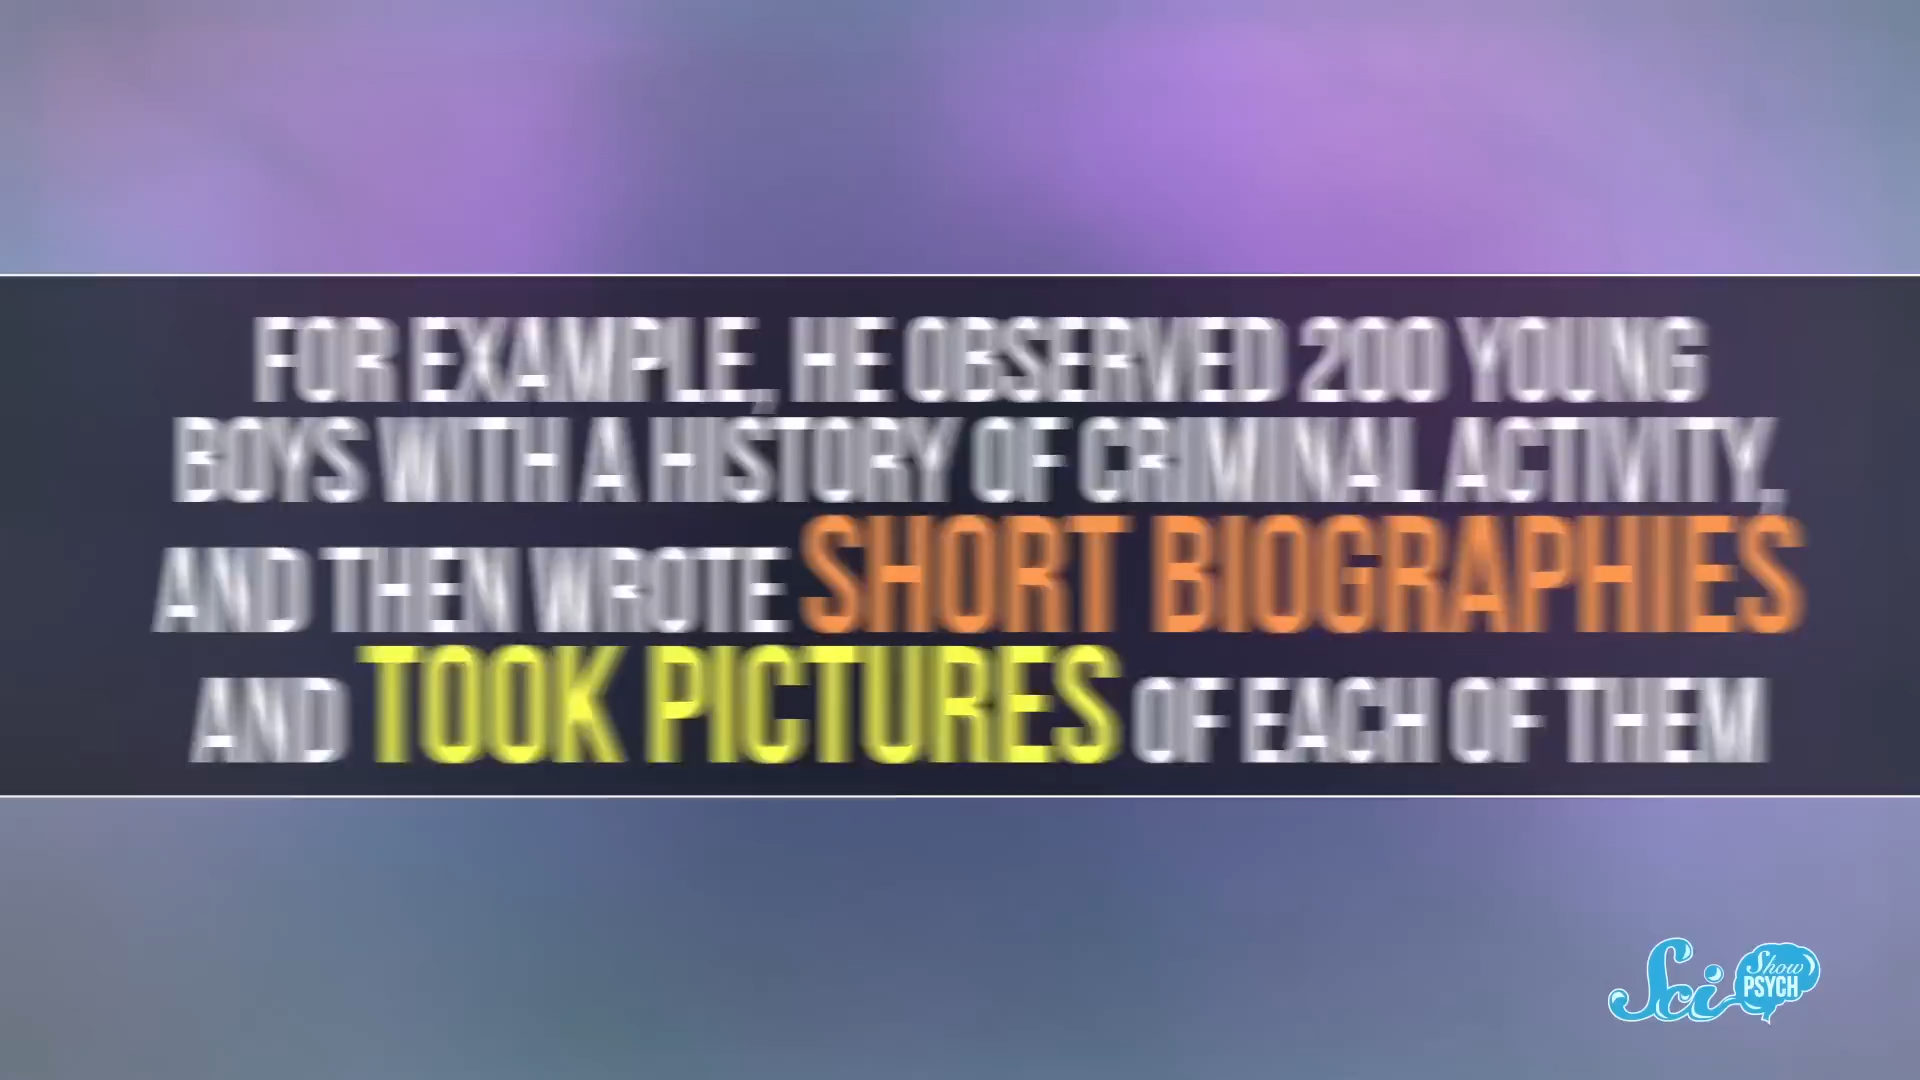 FOR EXAMPLE, HE OBSERVED 200 YOUNG
BOYS WITH A HISTORY OF CRIMINAL ACTIVITY,
AND THEN WROTE SHORT BIOGRAPHIES
AND TOOK PICTURES OF EACH OF THEM
Sci Show PSYCH